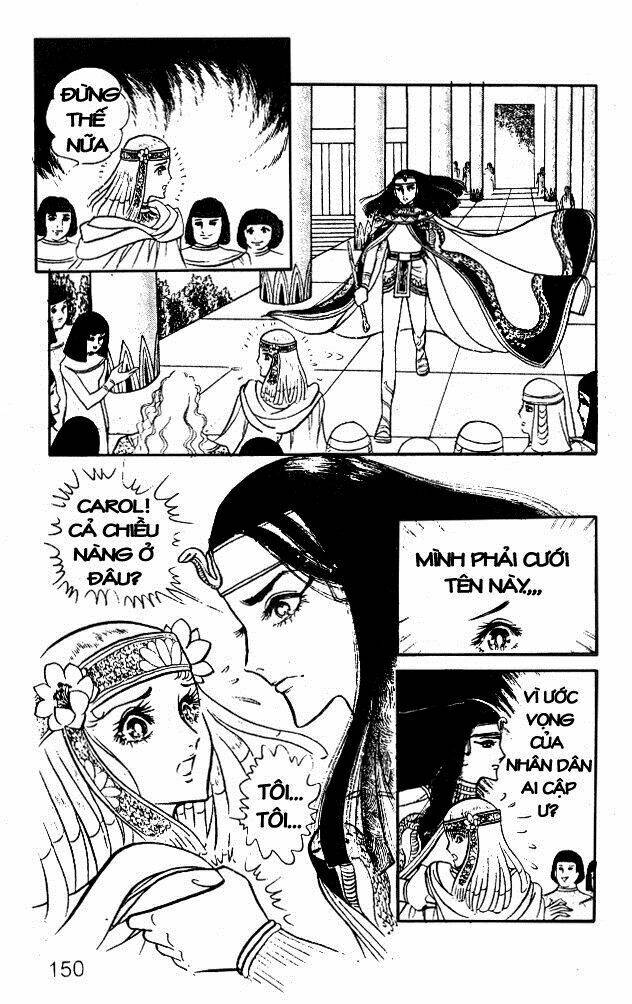 ĐỪNG
THẾ
NỮA
CAROL!
CẢ CHIỀU
NÀNG Ở
ĐÂU?
MÌNH PHẢI CƯỚI
TÊN NÀY,,,,
TÔI...
TÔI...
VÌ ƯỚC
VỌNG
CỦA
NHÂN DÂN
AI CẬP
Ư?
150